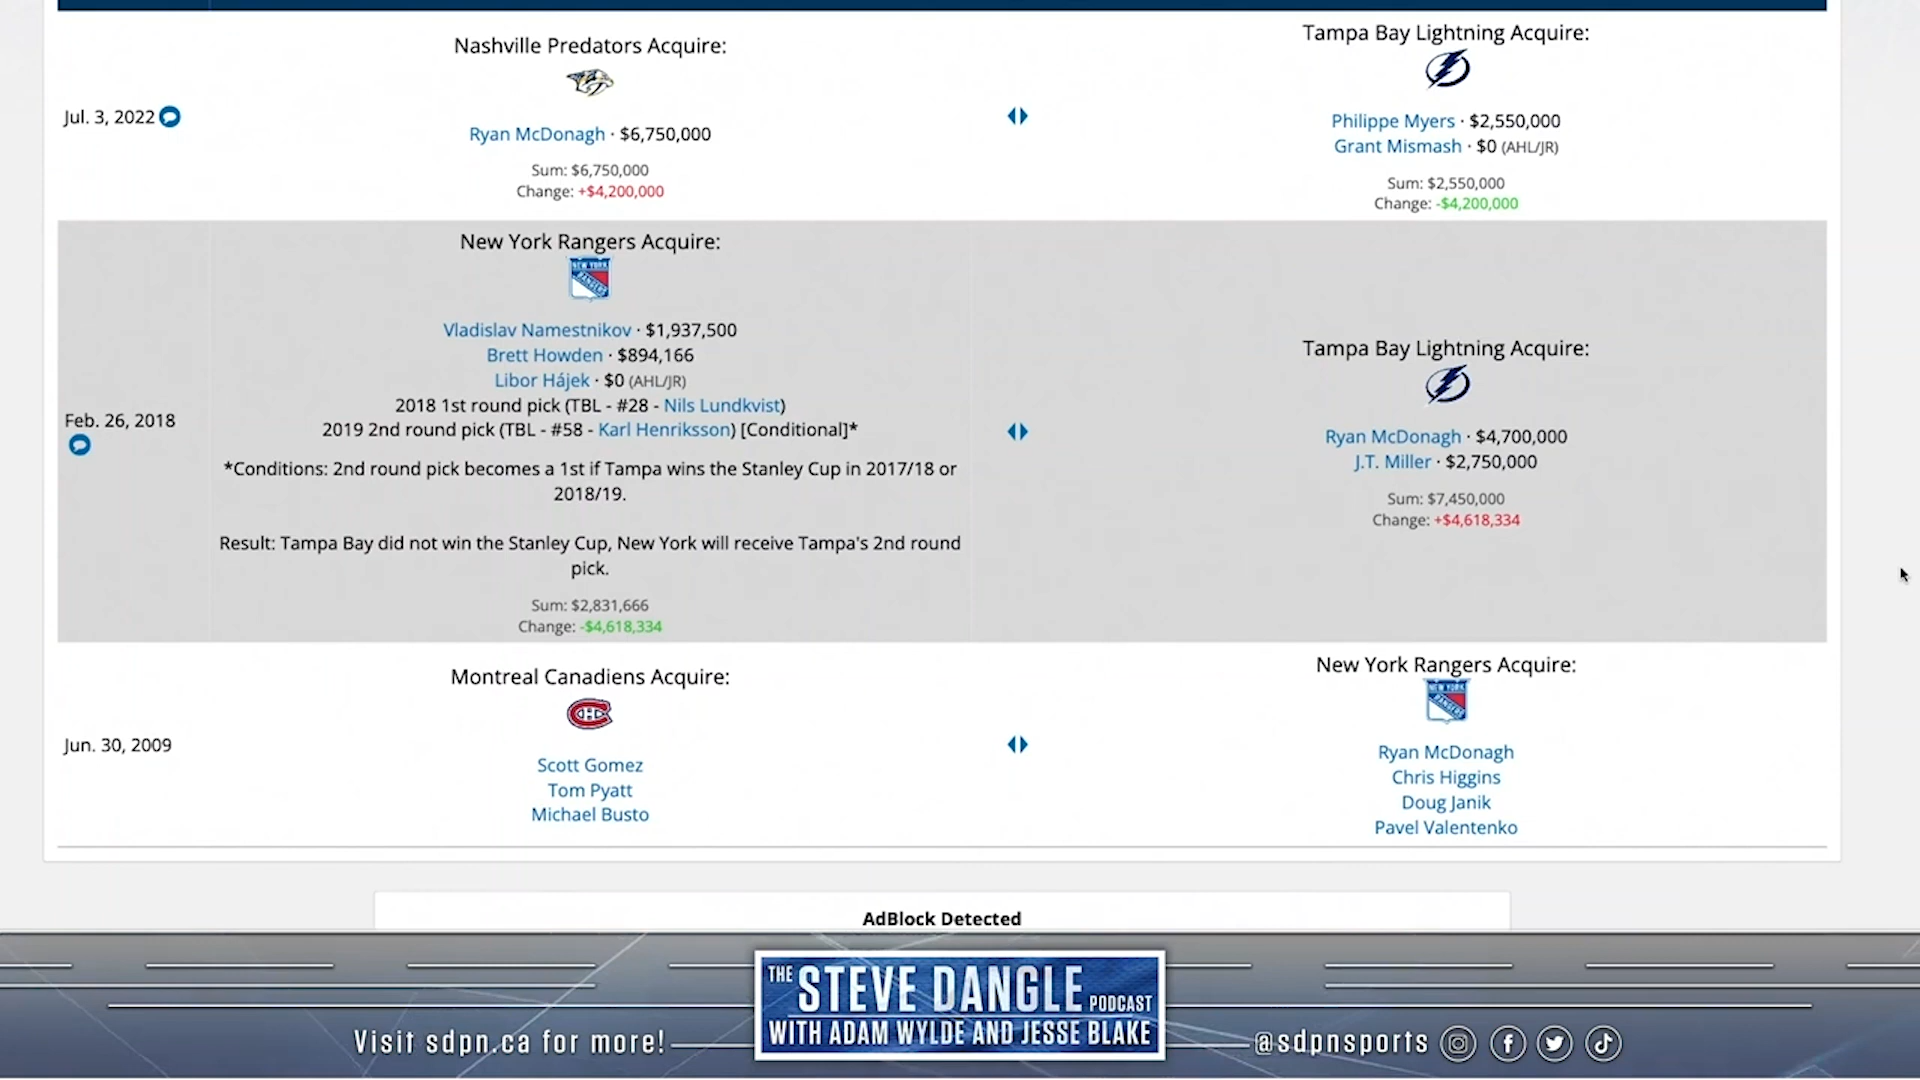 Nashville Predators Acquire:
Tampa Bay Lightning Acquire:
Jul. 3, 2022
Ryan McDonagh · $6,750,000
Sum: $6,750,000
Change: +$4,200,000
Philippe Myers · $2,550,000
Grant Mismash · $0 (AHL/JR)
Sum: $2,550,000
Change: -$4,200,000
New York Rangers Acquire:
NEW YORK
RANGERS
Feb. 26, 2018
Vladislav Namestnikov · $1,937,500
Brett Howden · $894,166
Libor Hájek · $0 (AHL/JR)
2018 1st round pick (TBL - #28 - Nils Lundkvist)
2019 2nd round pick (TBL - #58 - Karl Henriksson) [Conditional]*
*Conditions: 2nd round pick becomes a 1st if Tampa wins the Stanley Cup in 2017/18 or
2018/19.
Result: Tampa Bay did not win the Stanley Cup, New York will receive Tampa's 2nd round
pick.
Sum: $2,831,666
Change: -$4,618,334
Tampa Bay Lightning Acquire:
Ryan McDonagh · $4,700,000
J.T. Miller · $2,750,000
Sum: $7,450,000
Change: +$4,618,334
Jun. 30, 2009
Montreal Canadiens Acquire:
Scott Gomez
Tom Pyatt
Michael Busto
New York Rangers Acquire:
NEW YORK
RANGERS
Ryan McDonagh
Chris Higgins
Doug Janik
Pavel Valentenko
AdBlock Detected
Visit sdpn.ca for more!
THE STEVE DANGLE PODCAST
WITH ADAM WYLDE AND JESSE BLAKE
@sdpnsports